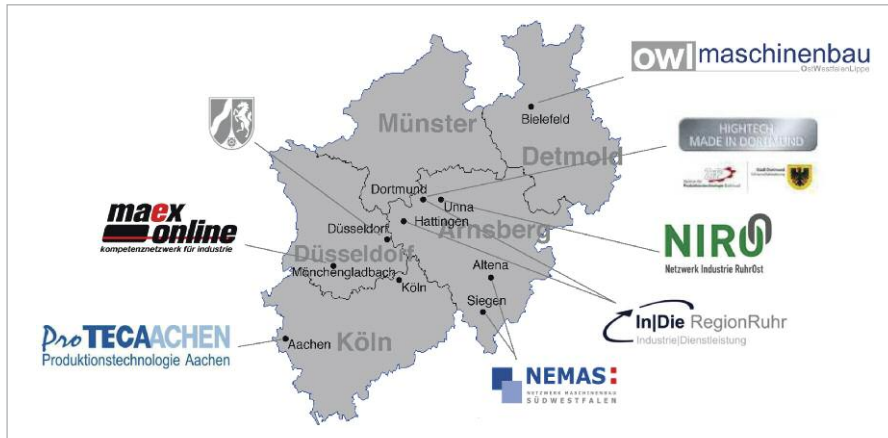 owl maschinenbau
OstWestfalenLippe
Bielefeld
Münster
HIGHTECH
MADE IN DORTMUND
Detmold
Dortmund
Unna
Hattingen
Arnsberg
maex
online
kompetenznetzwerk für industrie
Düsseldorf
Düsseldorf
Mönchengladbach
Köln
NIRO
Netzwerk Industrie RuhrOst
Altena
Siegen
In|Die RegionRuhr
Industrie|Dienstleistung
ProTECAACHEN
Produktionstechnologie Aachen
Aachen
Köln
NEMAS
NETZWERK MASCHINENBAU
SÜDWESTFALEN